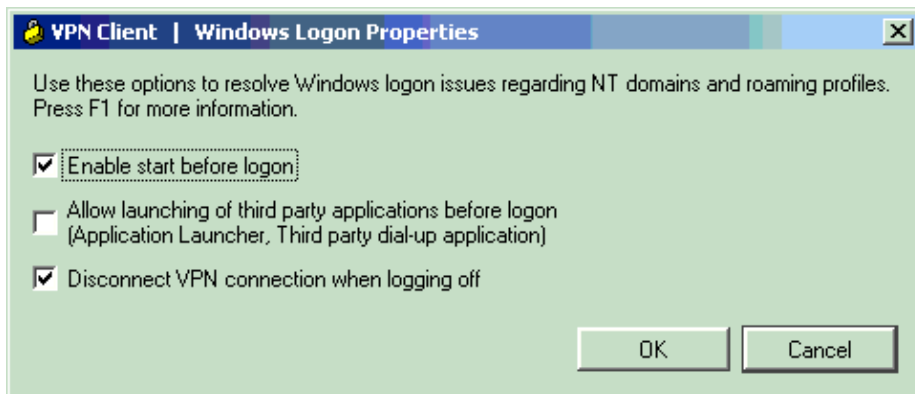 VPN Client | Windows Logon Properties
Use these options to resolve Windows logon issues regarding NT domains and roaming profiles.
Press F1 for more information.
Enable start before logon
Allow launching of third party applications before logon
(Application Launcher, Third party dial-up application)
Disconnect VPN connection when logging off
OK Cancel